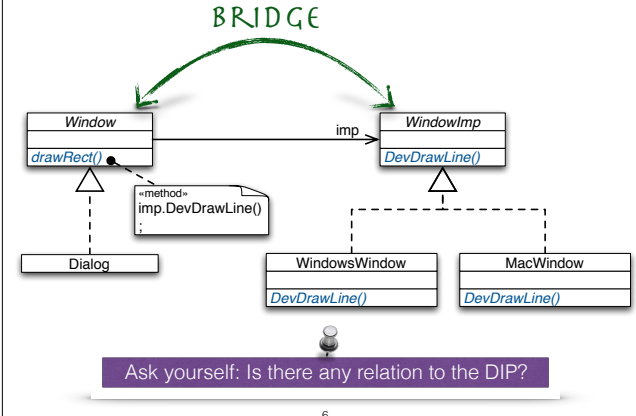 BRIDGE
Window
drawRect()
imp
WindowImp
DevDrawLine()
«method»
imp.DevDrawLine()
;
Dialog
WindowsWindow
DevDrawLine()
MacWindow
DevDrawLine()
Ask yourself: Is there any relation to the DIP?
6